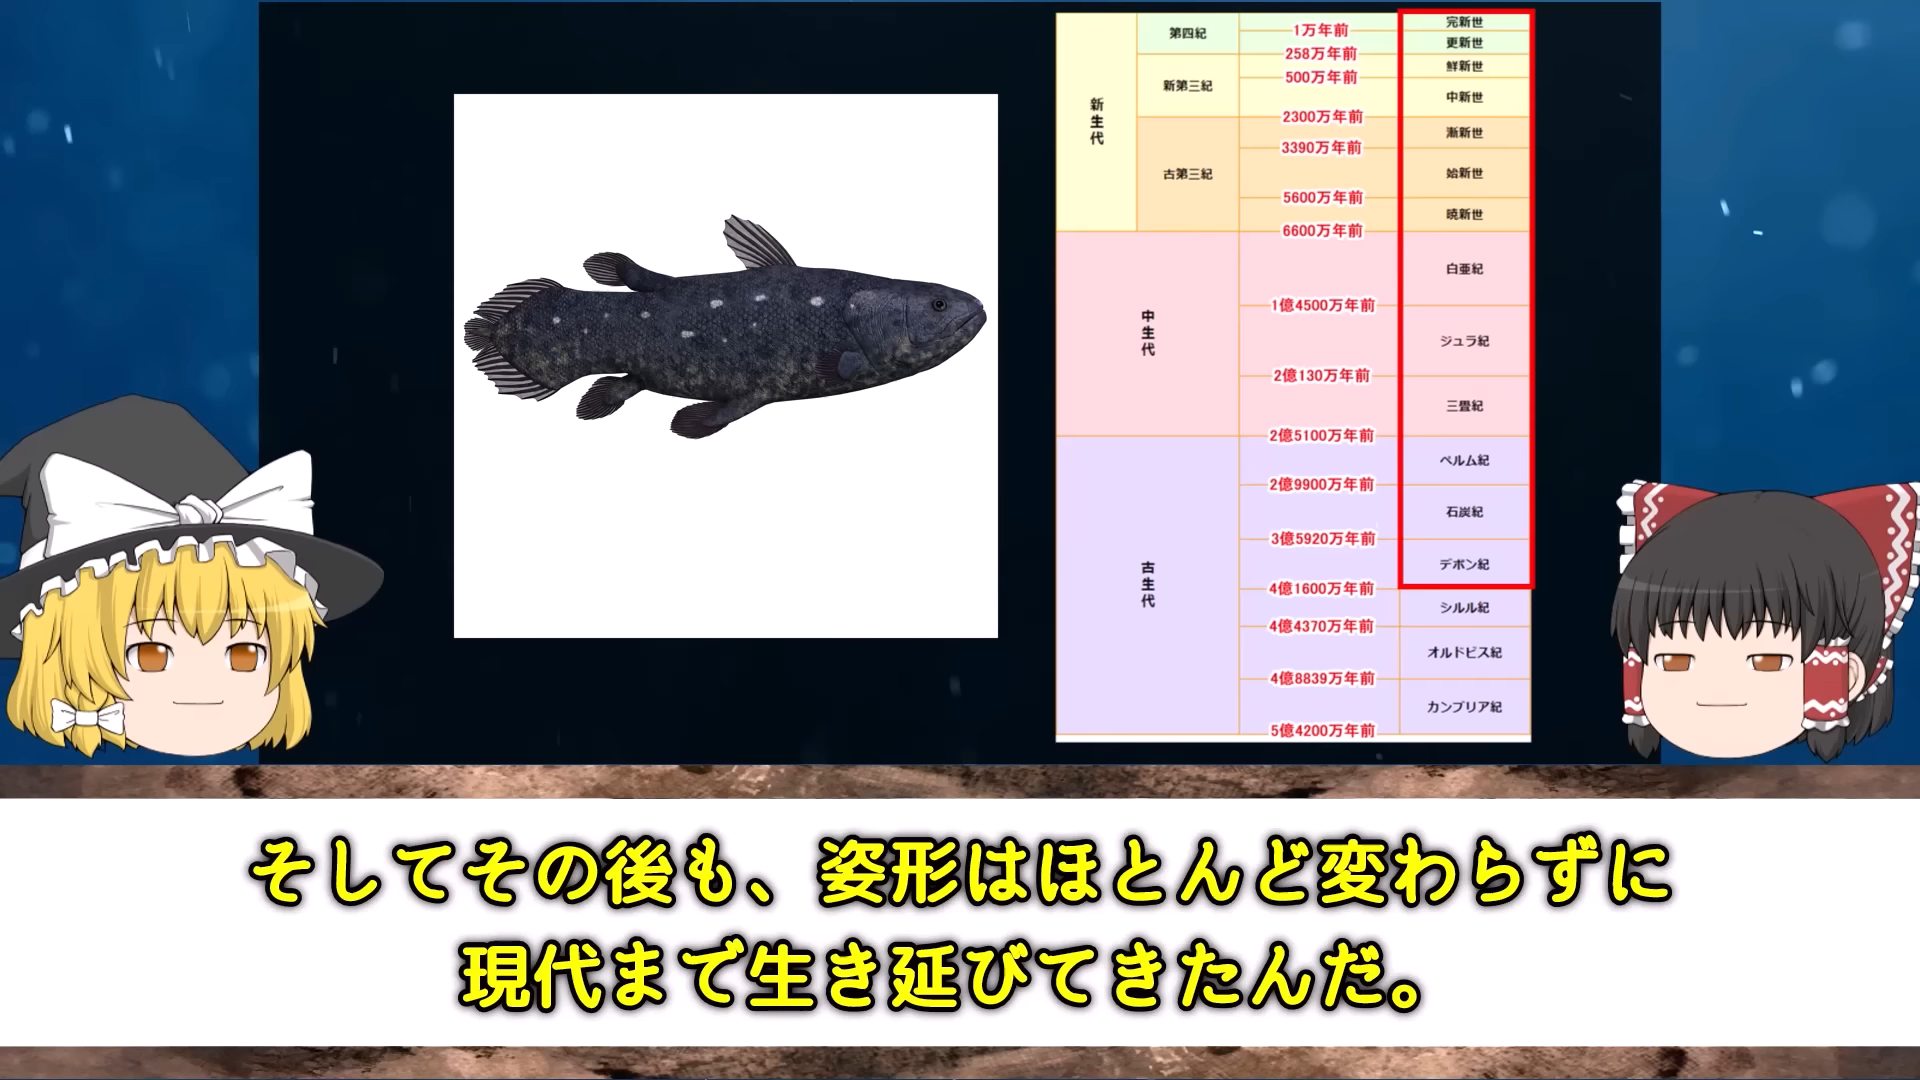 新生代
第四紀
1万年前
完新世
258万年前
更新世
新第三紀
500万年前
鮮新世
2300万年前
中新世
古第三紀
3390万年前
漸新世
5600万年前
始新世
6600万年前
暁新世
中生代
1億4500万年前
白亜紀
2億130万年前
ジュラ紀
2億5100万年前
三畳紀
古生代
2億9900万年前
ペルム紀
3億5920万年前
石炭紀
4億1600万年前
デボン紀
4億4370万年前
シルル紀
4億8839万年前
オルドビス紀
5億4200万年前
カンブリア紀
そしてその後も、姿形はほとんど変わらずに
現代まで生き延びてきたんだ。